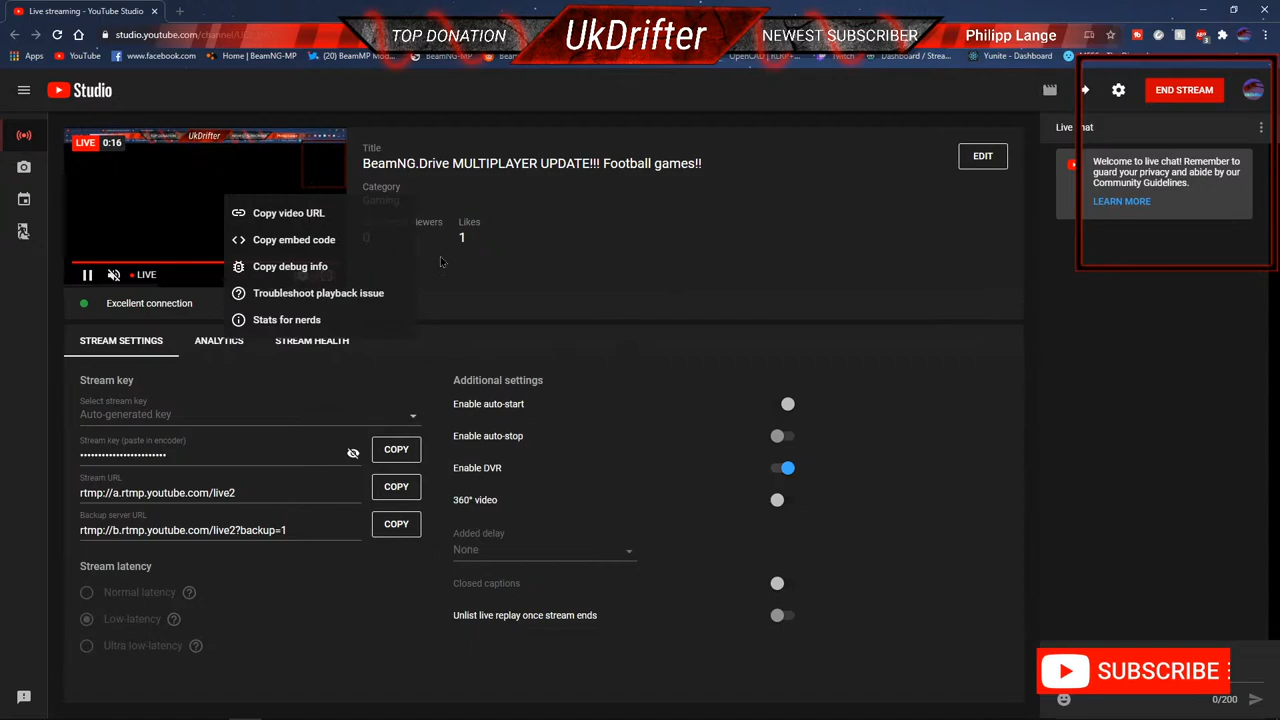 Live streaming - YouTube Studio
studio.youtube.com/channel/
Apps
YouTube
www.facebook.com
Home | BeamNG-MP
BeamNG-MP
Twitch
Dashboard / Strea...
Yunite - Dashboard
TOP DONATION
UkDrifter
NEWEST SUBSCRIBER
Philipp Lange
Studio
END STREAM
LIVE 0:16
Title
BeamNG.Drive MULTIPLAYER UPDATE!!! Football games!!
EDIT
Category
Gaming
Likes
0
1
Copy video URL
Copy embed code
Copy debug info
Troubleshoot playback issue
Stats for nerds
LIVE
Excellent connection
STREAM SETTINGS
ANALYTICS
STREAM HEALTH
Stream key
Select stream key
Auto-generated key
Stream key (paste in encoder)
•••••••••••••••••••••••
COPY
Stream URL
rtmp://a.rtmp.youtube.com/live2
COPY
Backup server URL
rtmp://b.rtmp.youtube.com/live2?backup=1
COPY
Stream latency
Normal latency
Low-latency
Ultra low-latency
Additional settings
Enable auto-start
Enable auto-stop
Enable DVR
360° video
Added delay
None
Closed captions
Unlist live replay once stream ends
Welcome to live chat! Remember to
guard your privacy and abide by our
Community Guidelines.
LEARN MORE
SUBSCRIBE
0/200